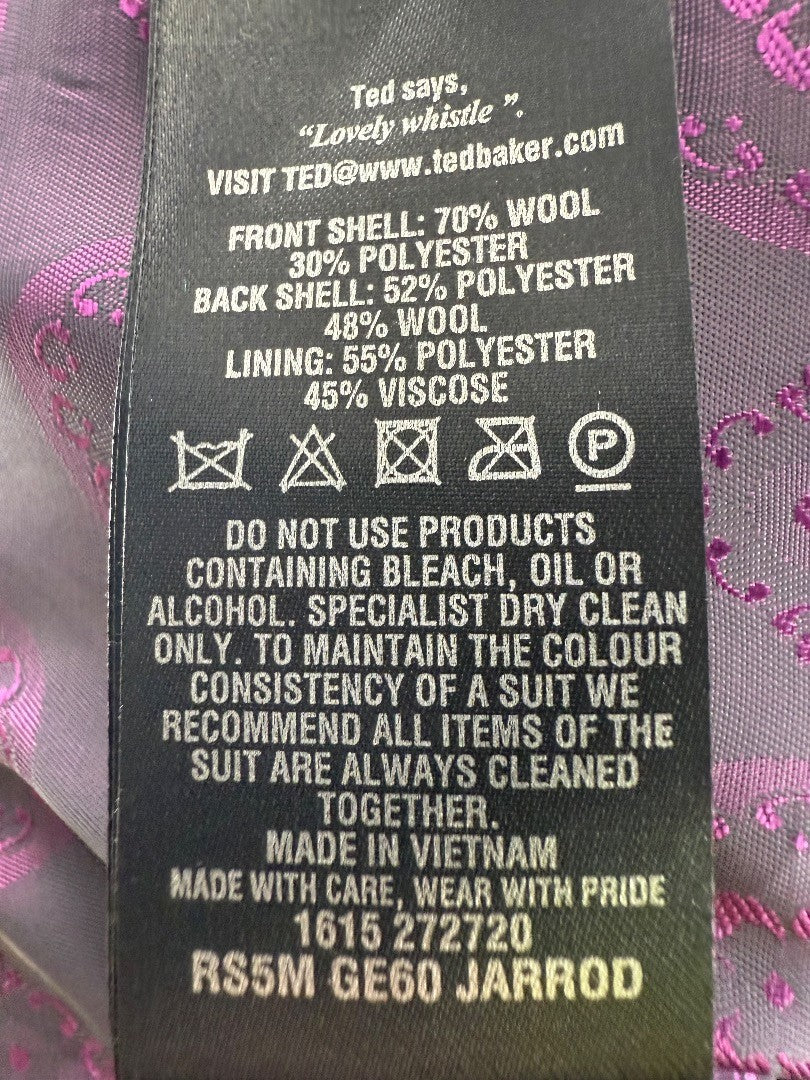 Ted says,
“Lovely whistle”.
VISIT TED@www.tedbaker.com
FRONT SHELL: 70% WOOL
30% POLYESTER
BACK SHELL: 52% POLYESTER
48% WOOL
LINING: 55% POLYESTER
45% VISCOSE
P
DO NOT USE PRODUCTS
CONTAINING BLEACH, OIL OR
ALCOHOL. SPECIALIST DRY CLEAN
ONLY. TO MAINTAIN THE COLOUR
CONSISTENCY OF A SUIT WE
RECOMMEND ALL ITEMS OF THE
SUIT ARE ALWAYS CLEANED
TOGETHER.
MADE IN VIETNAM
MADE WITH CARE, WEAR WITH PRIDE
1615 272720
RS5M GE60 JARROD